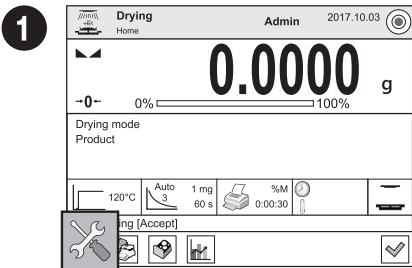 1
Drying Admin 2017.10.03
Home
0.0000 g
→0← 0% 100%
Drying mode
Product
120°C Auto 3 1 mg 60 s %M 0:00:30
ing [Accept]